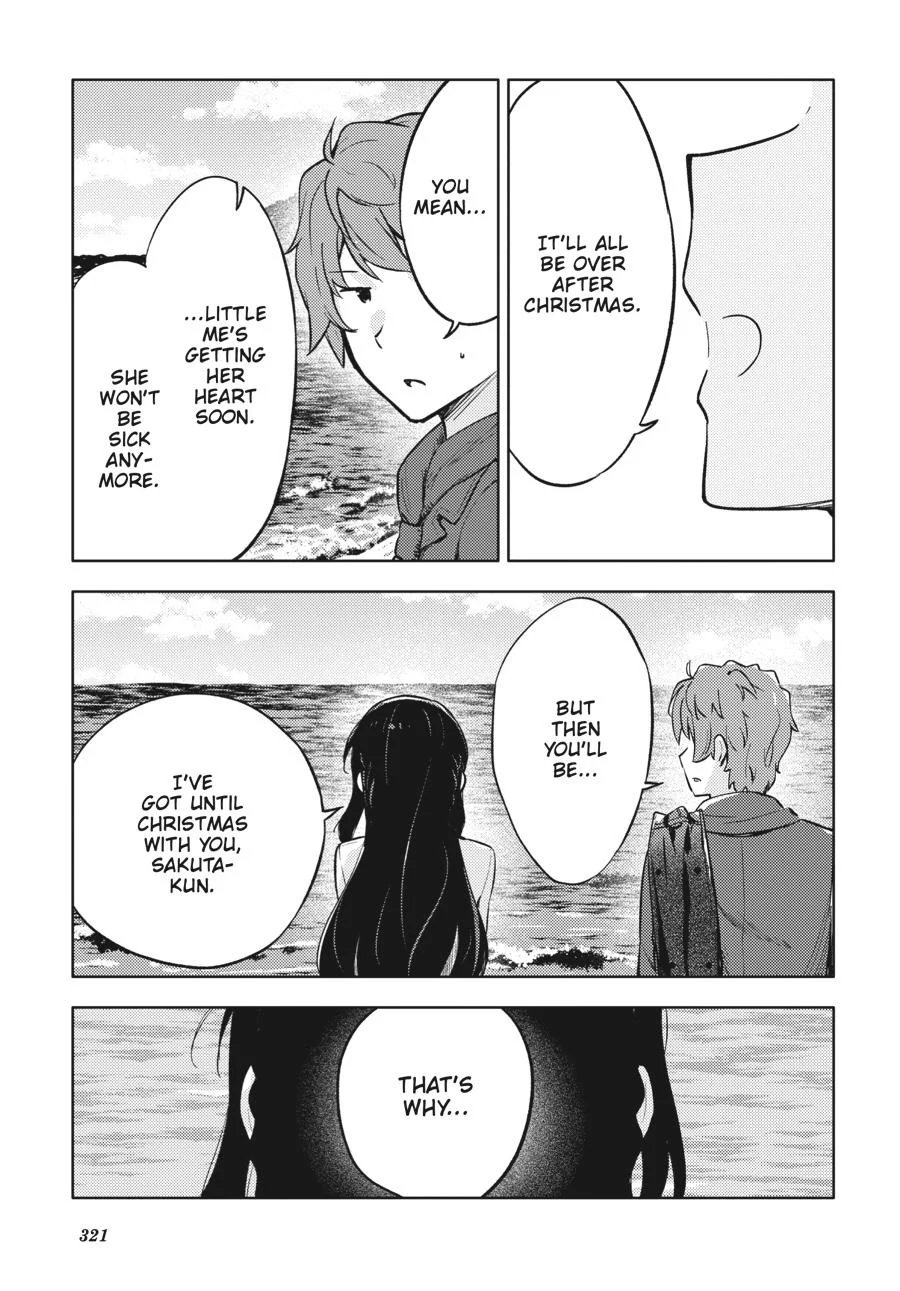 IT'LL ALL
BE OVER
AFTER
CHRISTMAS.
YOU
MEAN...
...LITTLE
ME'S
GETTING
HER
HEART
SOON.
SHE
WON'T
BE
SICK
ANY-
MORE.
BUT
THEN
YOU'LL
BE...
I'VE
GOT UNTIL
CHRISTMAS
WITH YOU,
SAKUTA-
KUN.
THAT'S
WHY...
321